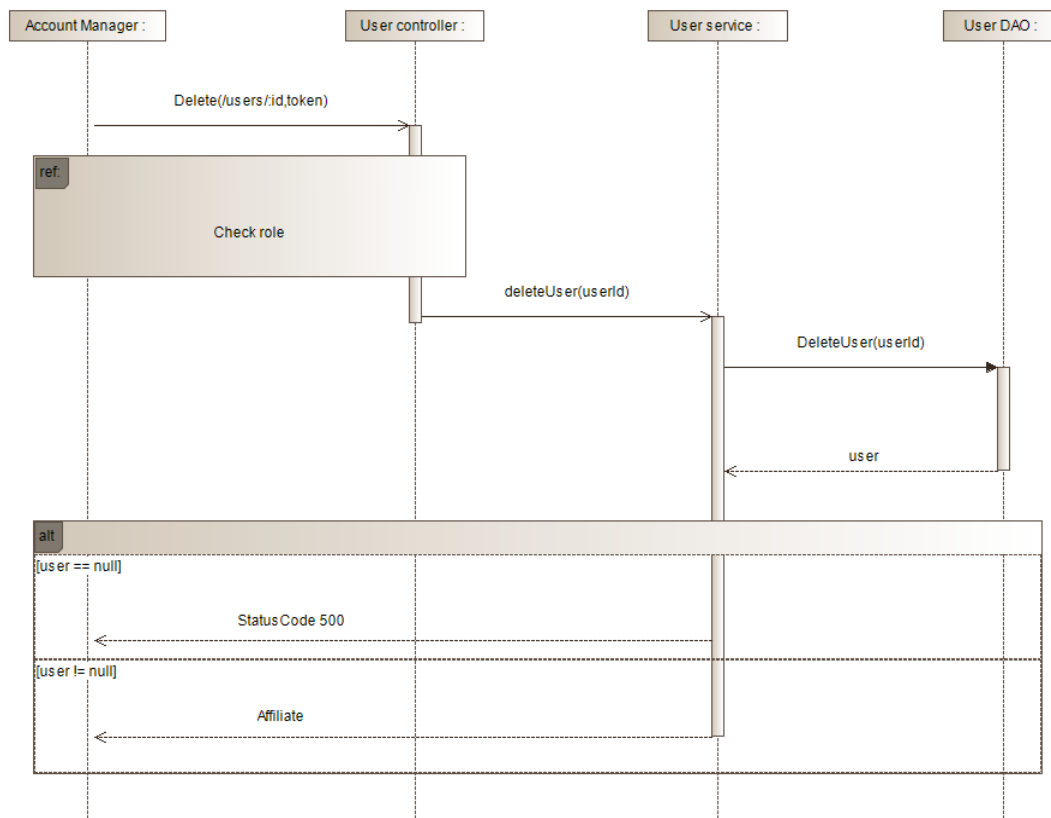 Account Manager :
User controller :
User service :
User DAO :
Delete(/users/:id,token)
ref:
Check role
deleteUser(userId)
DeleteUser(userId)
user
alt
[user == null]
StatusCode 500
[user != null]
Affiliate